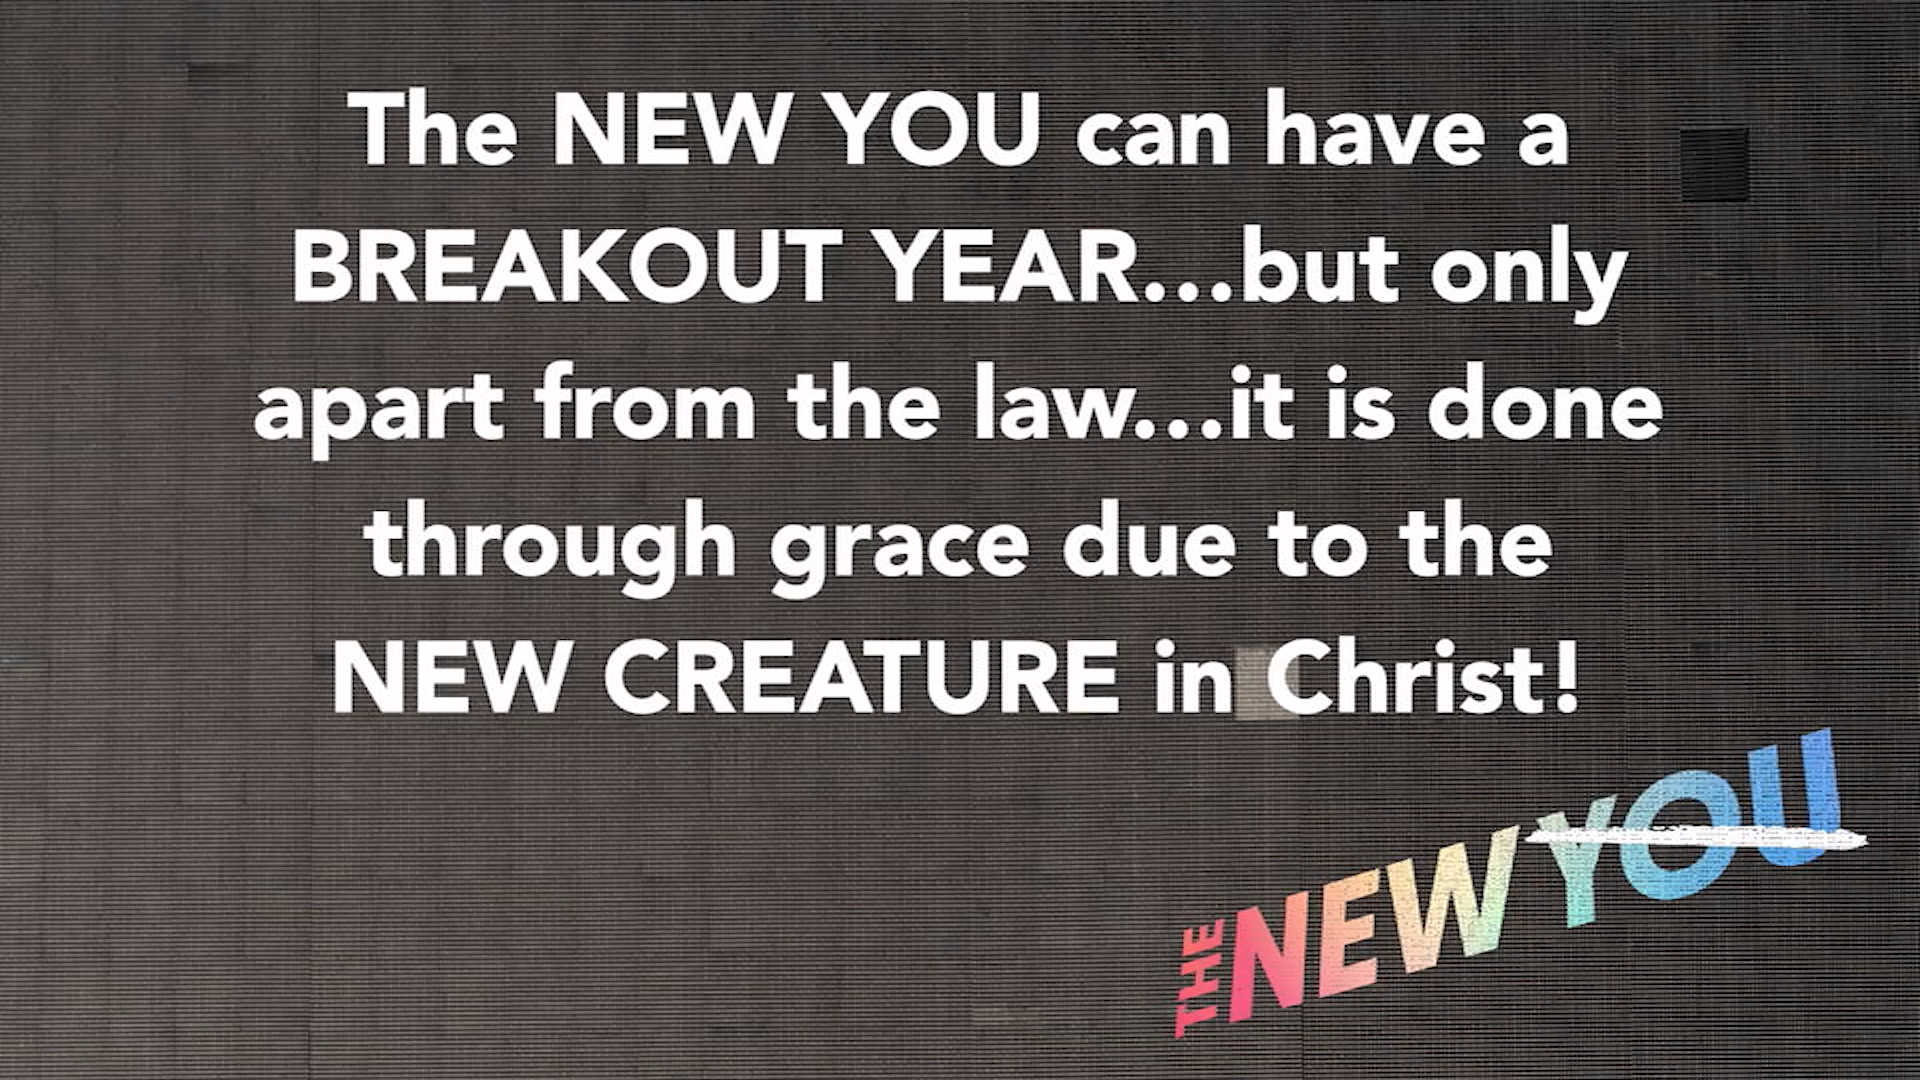 The NEW YOU can have a
BREAKOUT YEAR...but only
apart from the law...it is done
through grace due to the
NEW CREATURE in Christ!
THE NEW YOU